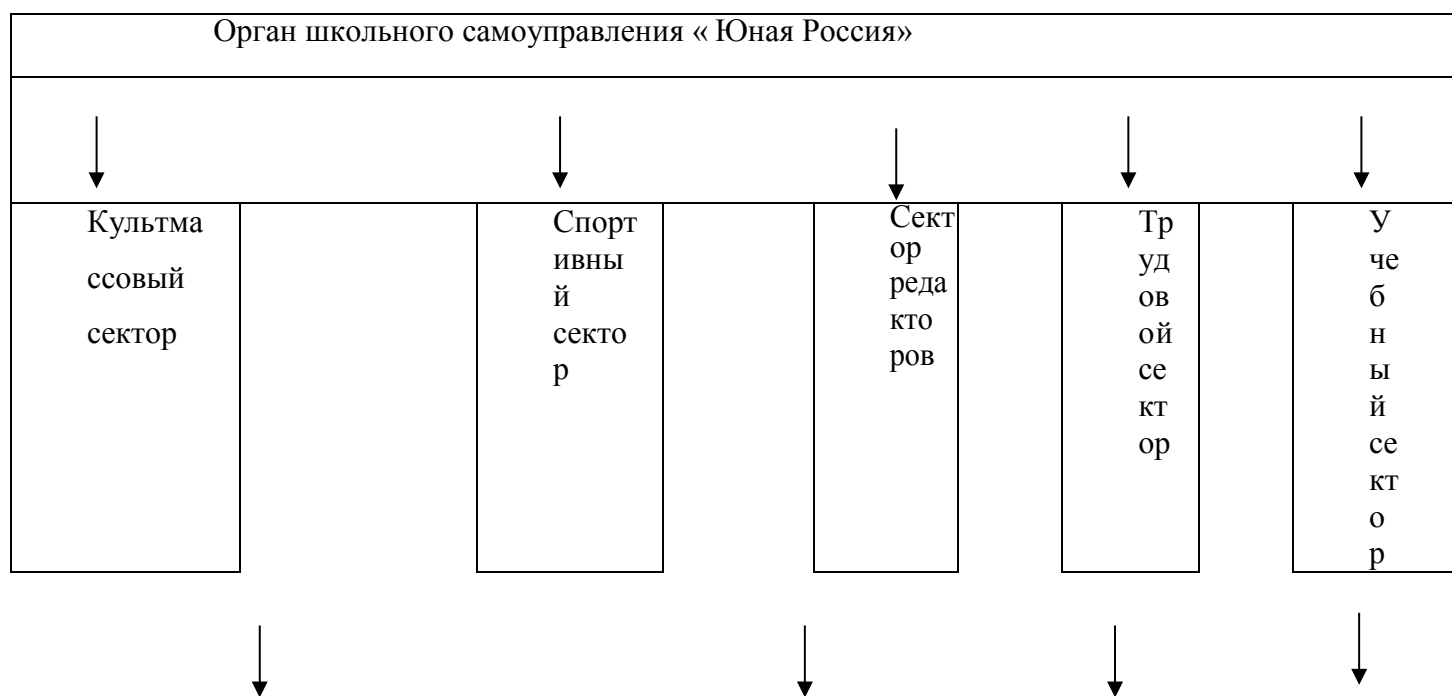 Орган школьного самоуправления « Юная Россия»
Культма
ссовый
сектор
Спорт
ивны
й
секто
р
Сект
ор
реда
кто
ров
Тр
уд
ов
ой
се
кт
ор
У
че
б
н
ы
й
се
кт
о
р